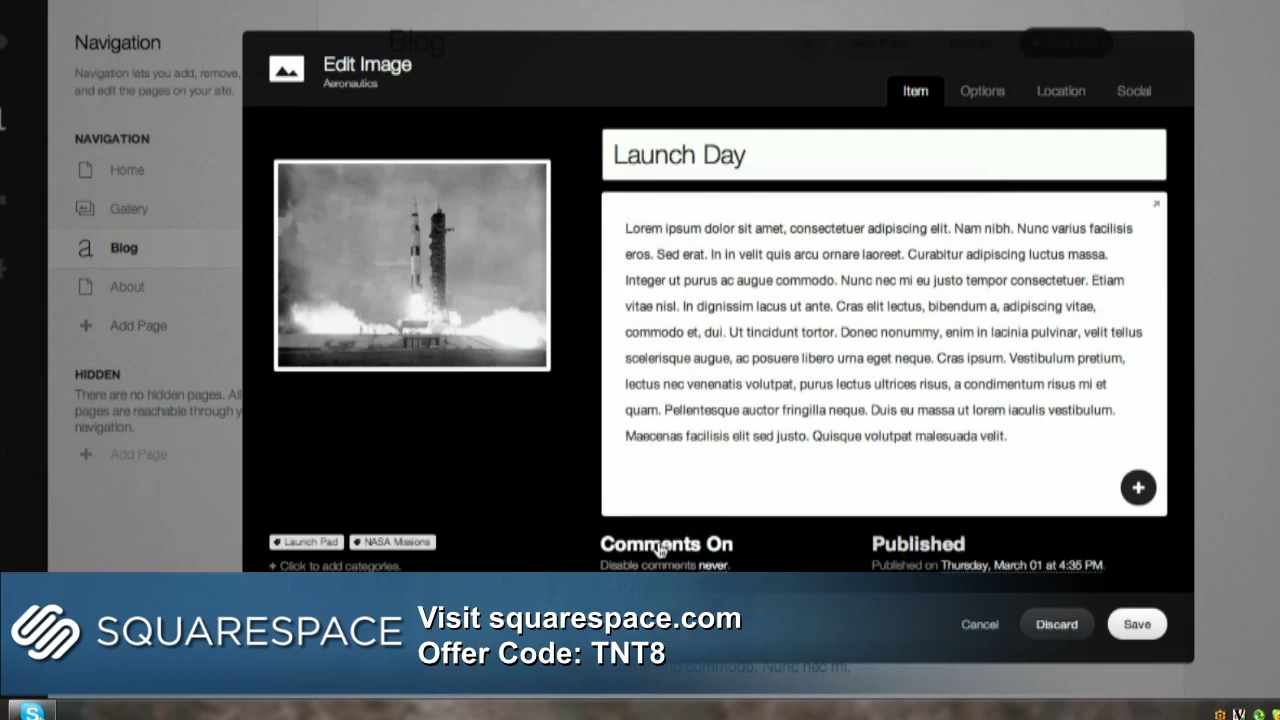 Navigation
Navigation lets you add, remove,
and edit the pages on your site.
NAVIGATION
Home
Gallery
a Blog
About
+ Add Page
HIDDEN
There are no hidden pages. All
pages are reachable through
navigation.
+ Add Page
Blog
Edit Image
Aeronautics
Item Options Location Social
Launch Day
Lorem ipsum dolor sit amet, consectetuer adipiscing elit. Nam nibh. Nunc varius facilisis
eros. Sed erat. In in velit quis arcu ornare laoreet. Curabitur adipiscing luctus massa.
Integer ut purus ac augue commodo. Nunc nec mi eu justo tempor consectetuer. Etiam
vitae nisl. In dignissim lacus ut ante. Cras elit lectus, bibendum a, adipiscing vitae,
commodo et, dui. Ut tincidunt tortor. Donec nonummy, enim in lacinia pulvinar, velit tellus
scelerisque augue, ac posuere libero urna eget neque. Cras ipsum. Vestibulum pretium,
lectus nec venenatis volutpat, purus lectus ultrices risus, a condimentum risus mi et
quam. Pellentesque auctor fringilla neque. Duis eu massa ut lorem iaculis vestibulum.
Maecenas facilisis elit sed justo. Quisque volutpat malesuada velit.
+
Launch Pad NASA Missions
+ Click to add categories.
Comments On
Disable comments never.
Published
Published on Thursday, March 01 at 4:35 PM.
Cancel Discard Save
SQUARESPACE
Visit squarespace.com
Offer Code: TNT8
commodo. Nunc nec mi.